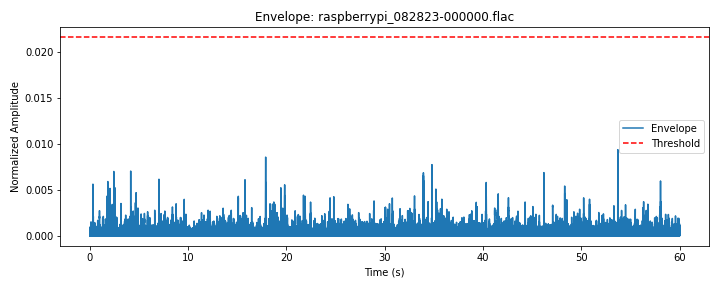 Envelope: raspberrypi_082823-000000.flac
Normalized Amplitude
0.020
0.015
0.010
0.005
0.000
Envelope
Threshold
0
10
20
30
40
50
60
Time (s)